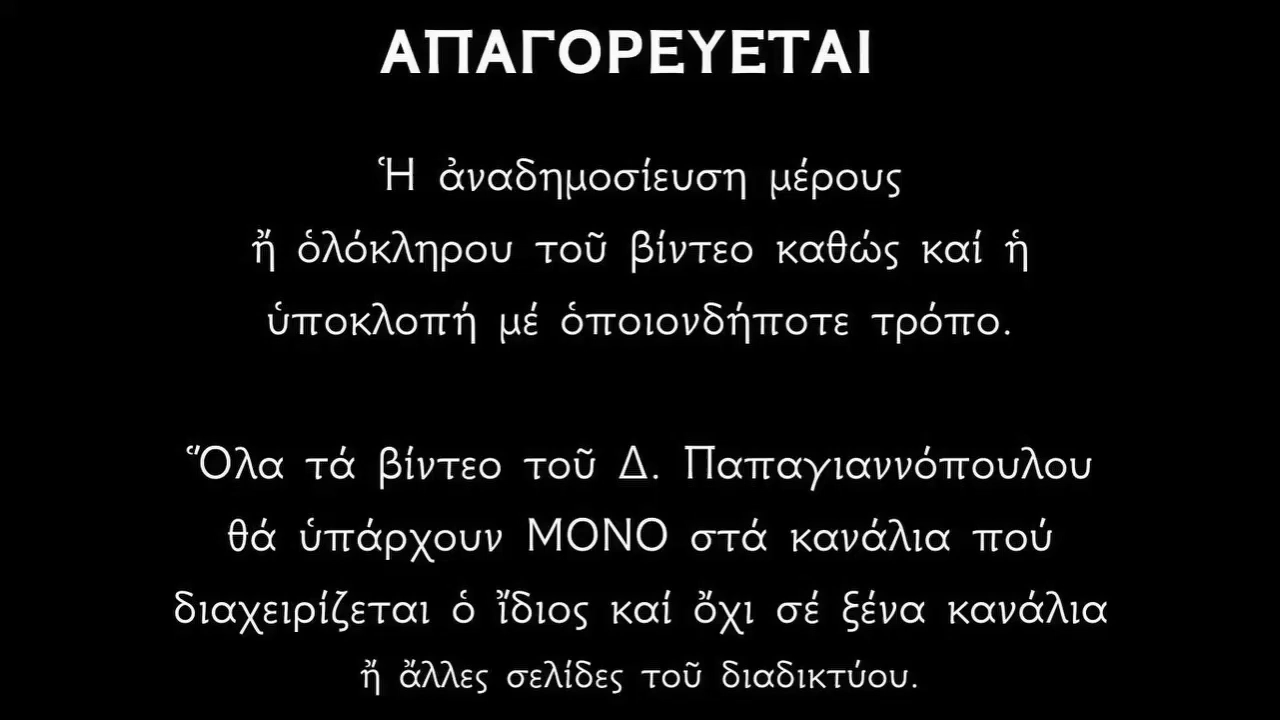 ΑΠΑΓΟΡΕΥΕΤΑΙ
Ἡ ἀναδημοσίευση μέρους
ἤ ὁλόκληρου τοῦ βίντεο καθώς καί ἡ
ὑποκλοπή μέ ὁποιονδήποτε τρόπο.
Ὅλα τά βίντεο τοῦ Δ. Παπαγιαννόπουλου
θά ὑπάρχουν ΜΟΝΟ στά κανάλια πού
διαχειρίζεται ὁ ἴδιος καί ὄχι σέ ξένα κανάλια
ἤ ἄλλες σελίδες τοῦ διαδικτύου.